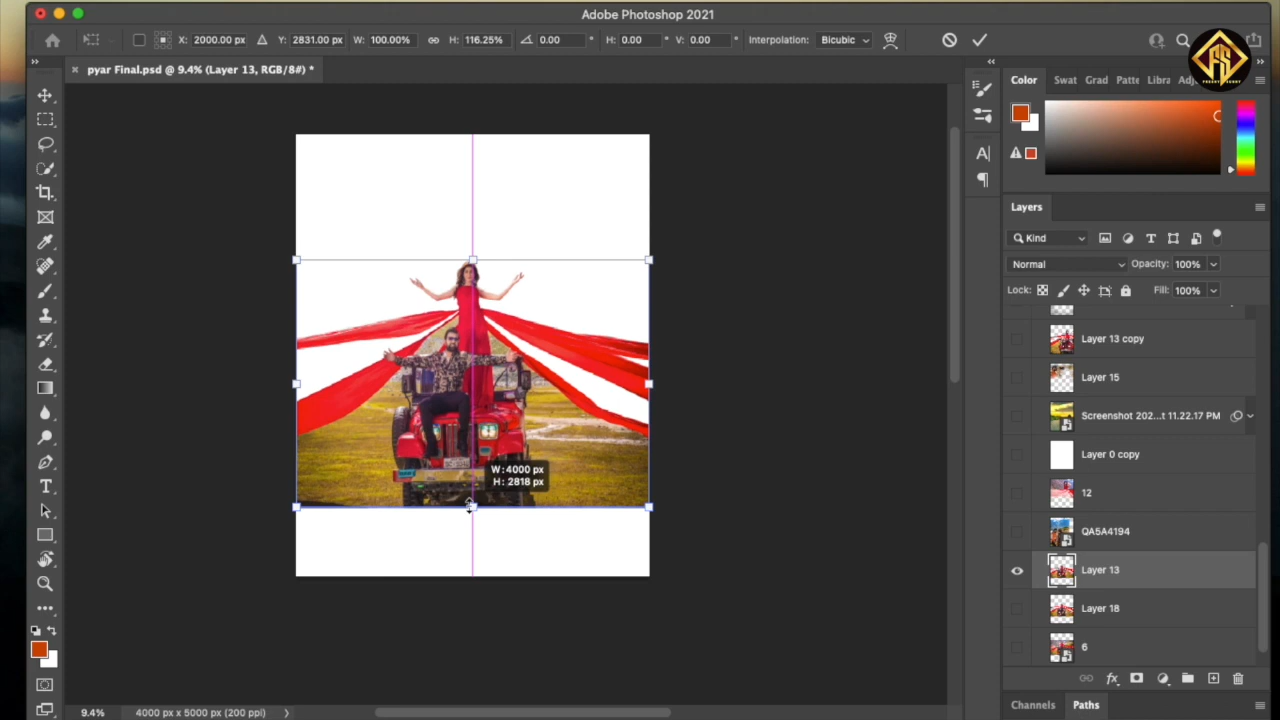 Adobe Photoshop 2021
X: 2000.00 px Y: 2831.00 px W: 100.00% H: 116.25% 0.00 ° H: 0.00 ° V: 0.00 ° Interpolation: Bicubic
pyar Final.psd @ 9.4% (Layer 13, RGB/8#) *
FS
Color Swat Grad Patte Libra Adj
Layers
Kind
Normal Opacity: 100%
Lock: Fill: 100%
Layer 13 copy
Layer 15
Screenshot 202...t 11.22.17 PM
Layer 0 copy
12
QA5A4194
Layer 13
Layer 18
6
W: 4000 px
H: 2818 px
fx
9.4% 4000 px x 5000 px (200 ppi)
Channels Paths